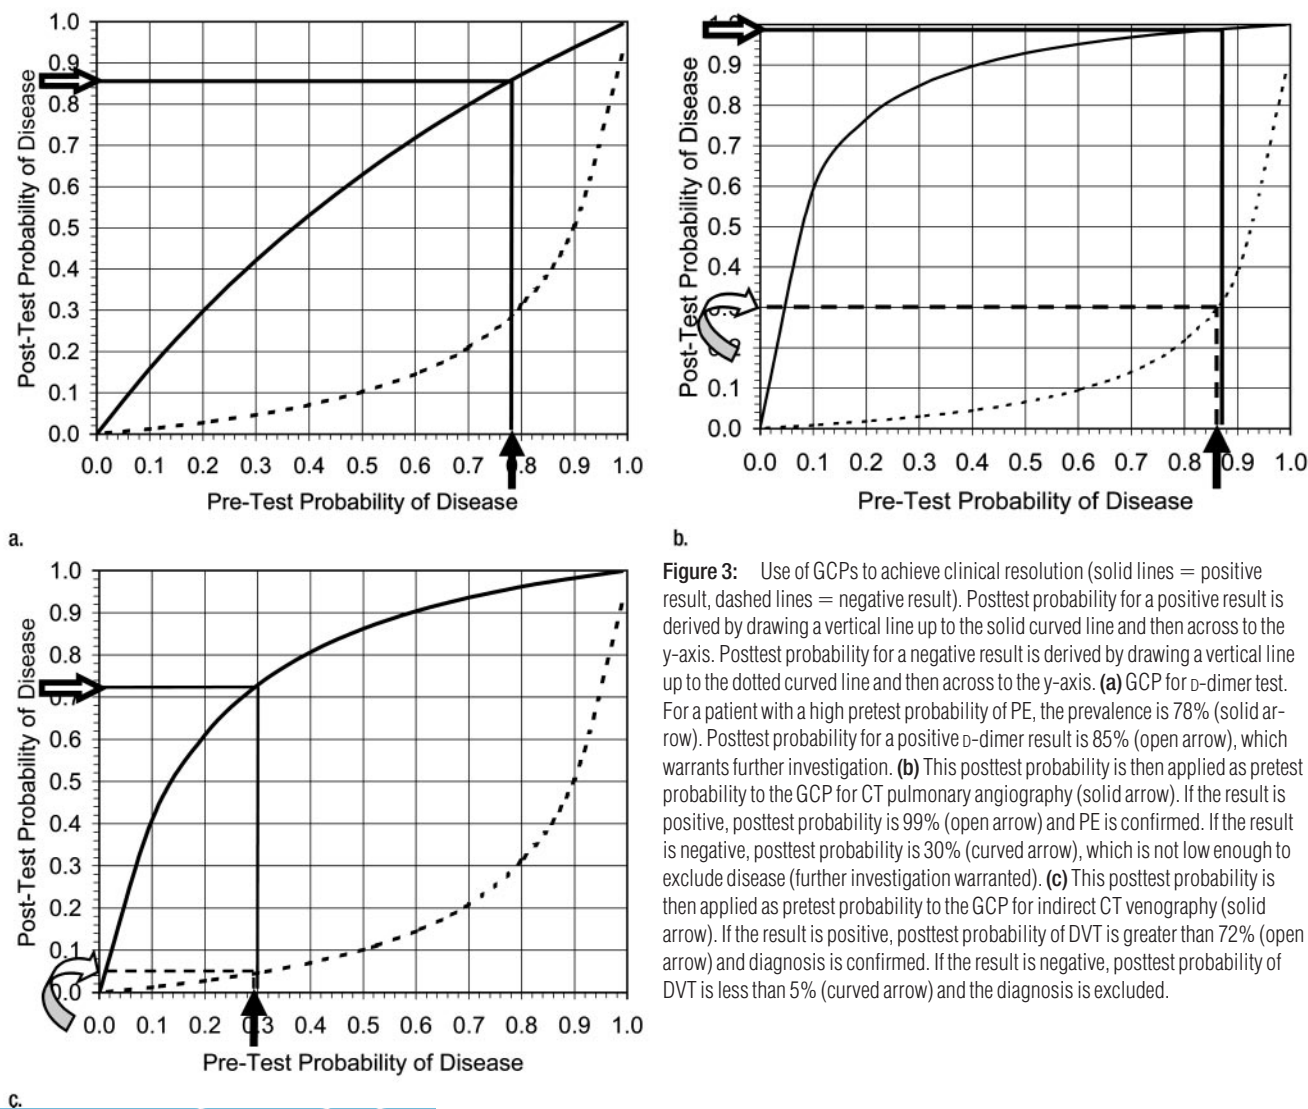 1.0
0.9
0.8
0.7
0.6
0.5
0.4
0.3
0.2
0.1
0.0
Post-Test Probability of Disease
0.0 0.1 0.2 0.3 0.4 0.5 0.6 0.7 0.8 0.9 1.0
Pre-Test Probability of Disease
a.
1.0
0.9
0.8
0.7
0.6
0.5
0.4
0.3
0.2
0.1
0.0
Post-Test Probability of Disease
0.0 0.1 0.2 0.3 0.4 0.5 0.6 0.7 0.8 0.9 1.0
Pre-Test Probability of Disease
b.
1.0
0.9
0.8
0.7
0.6
0.5
0.4
0.3
0.2
0.1
0.0
Post-Test Probability of Disease
0.0 0.1 0.2 0.3 0.4 0.5 0.6 0.7 0.8 0.9 1.0
Pre-Test Probability of Disease
c.
Figure 3: Use of GCPs to achieve clinical resolution (solid lines = positive
result, dashed lines = negative result). Posttest probability for a positive result is
derived by drawing a vertical line up to the solid curved line and then across to the
y-axis. Posttest probability for a negative result is derived by drawing a vertical line
up to the dotted curved line and then across to the y-axis. (a) GCP for D-dimer test.
For a patient with a high pretest probability of PE, the prevalence is 78% (solid ar-
row). Posttest probability for a positive D-dimer result is 85% (open arrow), which
warrants further investigation. (b) This posttest probability is then applied as pretest
probability to the GCP for CT pulmonary angiography (solid arrow). If the result is
positive, posttest probability is 99% (open arrow) and PE is confirmed. If the result
is negative, posttest probability is 30% (curved arrow), which is not low enough to
exclude disease (further investigation warranted). (c) This posttest probability is
then applied as pretest probability to the GCP for indirect CT venography (solid
arrow). If the result is positive, posttest probability of DVT is greater than 72% (open
arrow) and diagnosis is confirmed. If the result is negative, posttest probability of
DVT is less than 5% (curved arrow) and the diagnosis is excluded.